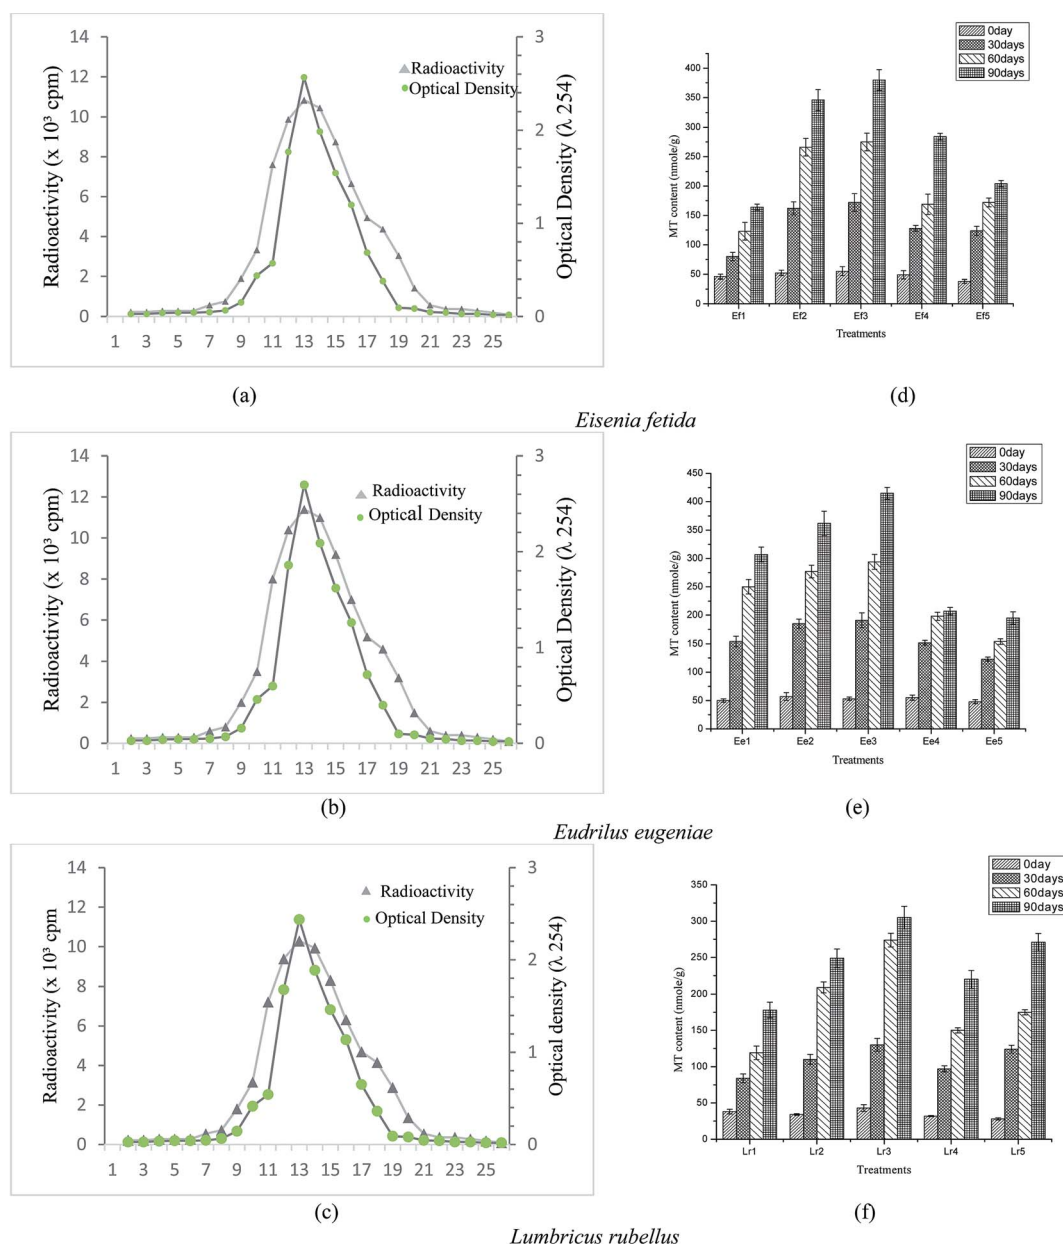 Radioactivity (x 10³ cpm)
14
12
10
8
6
4
2
0
Radioactivity
Optical Density
3
2
1
0
Optical Density (λ 254)
1 3 5 7 9 11 13 15 17 19 21 23 25
(a)
0day
30days
60days
90days
MT content (nmole/g)
400
350
300
250
200
150
100
50
0
Ef1 Ef2 Ef3 Ef4 Ef5
Treatments
(d)
Eisenia fetida
Radioactivity (x 10³ cpm)
14
12
10
8
6
4
2
0
Radioactivity
Optical Density
3
2
1
0
Optical Density (λ 254)
1 3 5 7 9 11 13 15 17 19 21 23 25
(b)
0day
30days
60days
90days
MT content (nmole/g)
450
400
350
300
250
200
150
100
50
0
Ee1 Ee2 Ee3 Ee4 Ee5
Treatments
(e)
Eudrilus eugeniae
Radioactivity (x 10³ cpm
14
12
10
8
6
4
2
0
Radioactivity
Optical Density
3
2
1
0
Optical density (λ 254)
1 3 5 7 9 11 13 15 17 19 21 23 25
(c)
0day
30days
60days
90days
MT content (nmole/g)
350
300
250
200
150
100
50
0
Lr1 Lr2 Lr3 Lr4 Lr5
Treatments
(f)
Lumbricus rubellus